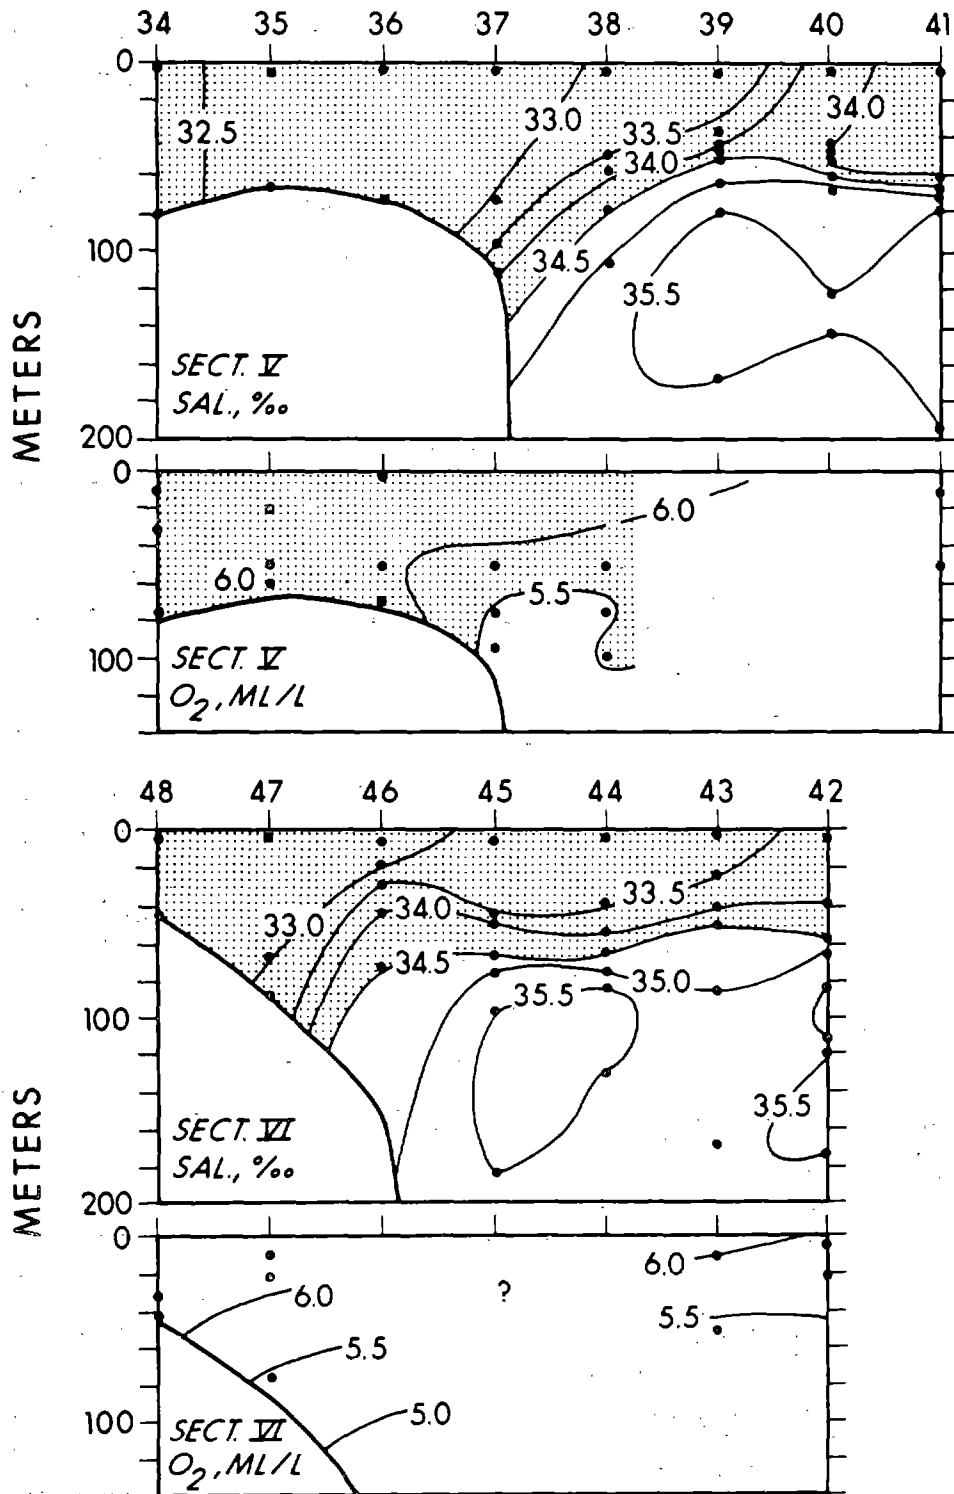 34 35 36 37 38 39 40 41
0
32.5 33.0 33.5 34.0 34.0
100
34.5 35.5
SECT. V
SAL., ‰
200
METERS
0
6.0
6.0 5.5
100
SECT. V
O2, ML/L
48 47 46 45 44 43 42
0
33.0 34.0 33.5
34.5 35.5 35.0
100
35.5
SECT. VI
SAL., ‰
200
METERS
0
6.0
6.0 ? 5.5
5.5
5.0
100
SECT. VI
O2, ML/L